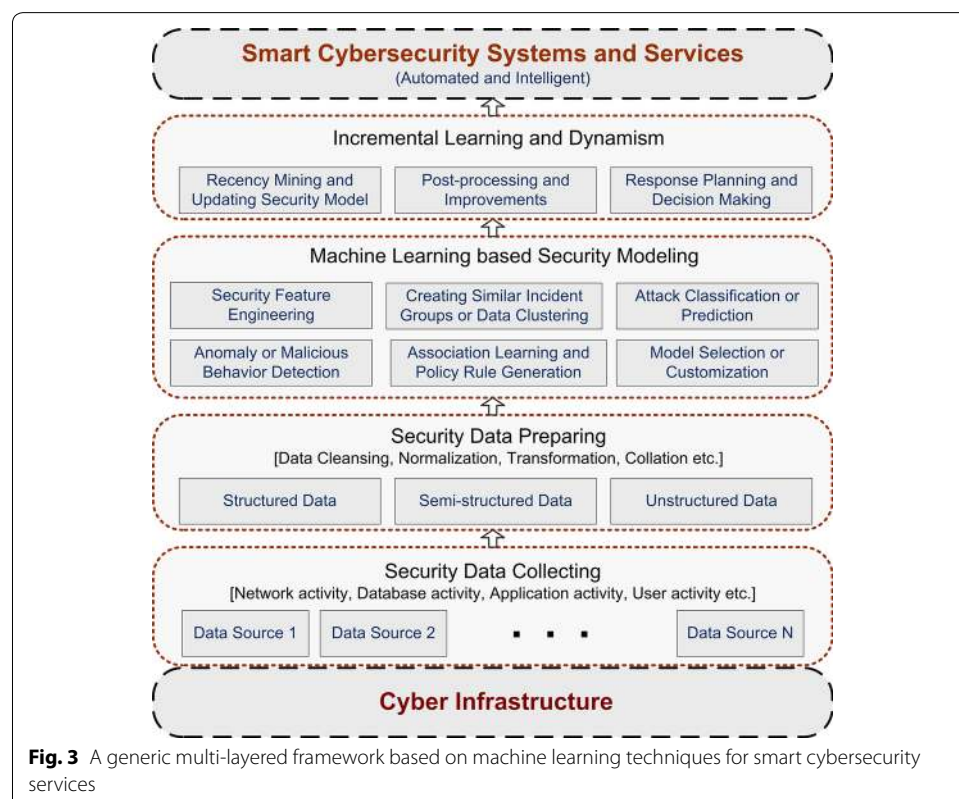 Smart Cybersecurity Systems and Services
(Automated and Intelligent)
Incremental Learning and Dynamism
Recency Mining and
Updating Security Model
Post-processing and
Improvements
Response Planning and
Decision Making
Machine Learning based Security Modeling
Security Feature
Engineering
Creating Similar Incident
Groups or Data Clustering
Attack Classification or
Prediction
Anomaly or Malicious
Behavior Detection
Association Learning and
Policy Rule Generation
Model Selection or
Customization
Security Data Preparing
[Data Cleansing, Normalization, Transformation, Collation etc.]
Structured Data
Semi-structured Data
Unstructured Data
Security Data Collecting
[Network activity, Database activity, Application activity, User activity etc.]
Data Source 1
Data Source 2
. . .
Data Source N
Cyber Infrastructure
Fig. 3 A generic multi-layered framework based on machine learning techniques for smart cybersecurity
services